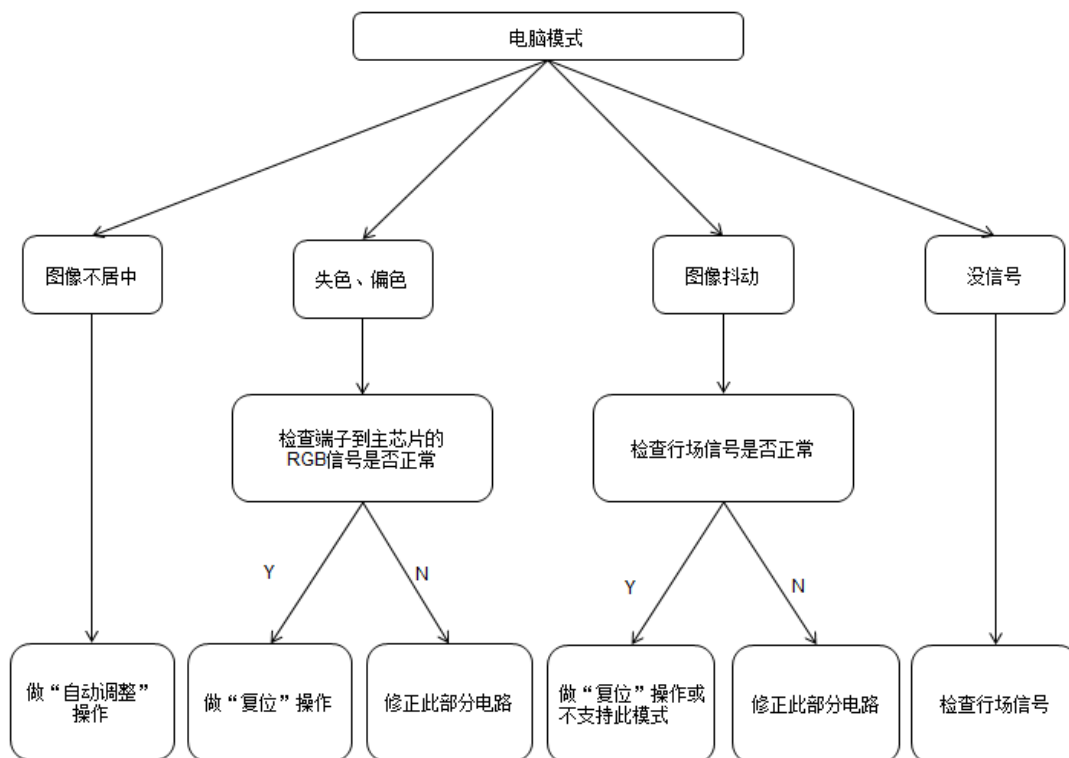 电脑模式
图像不居中
失色、偏色
图像抖动
没信号
检查端子到主芯片的
RGB信号是否正常
检查行场信号是否正常
Y
N
Y
N
做“自动调整”
操作
做“复位”操作
修正此部分电路
做“复位”操作或
不支持此模式
修正此部分电路
检查行场信号